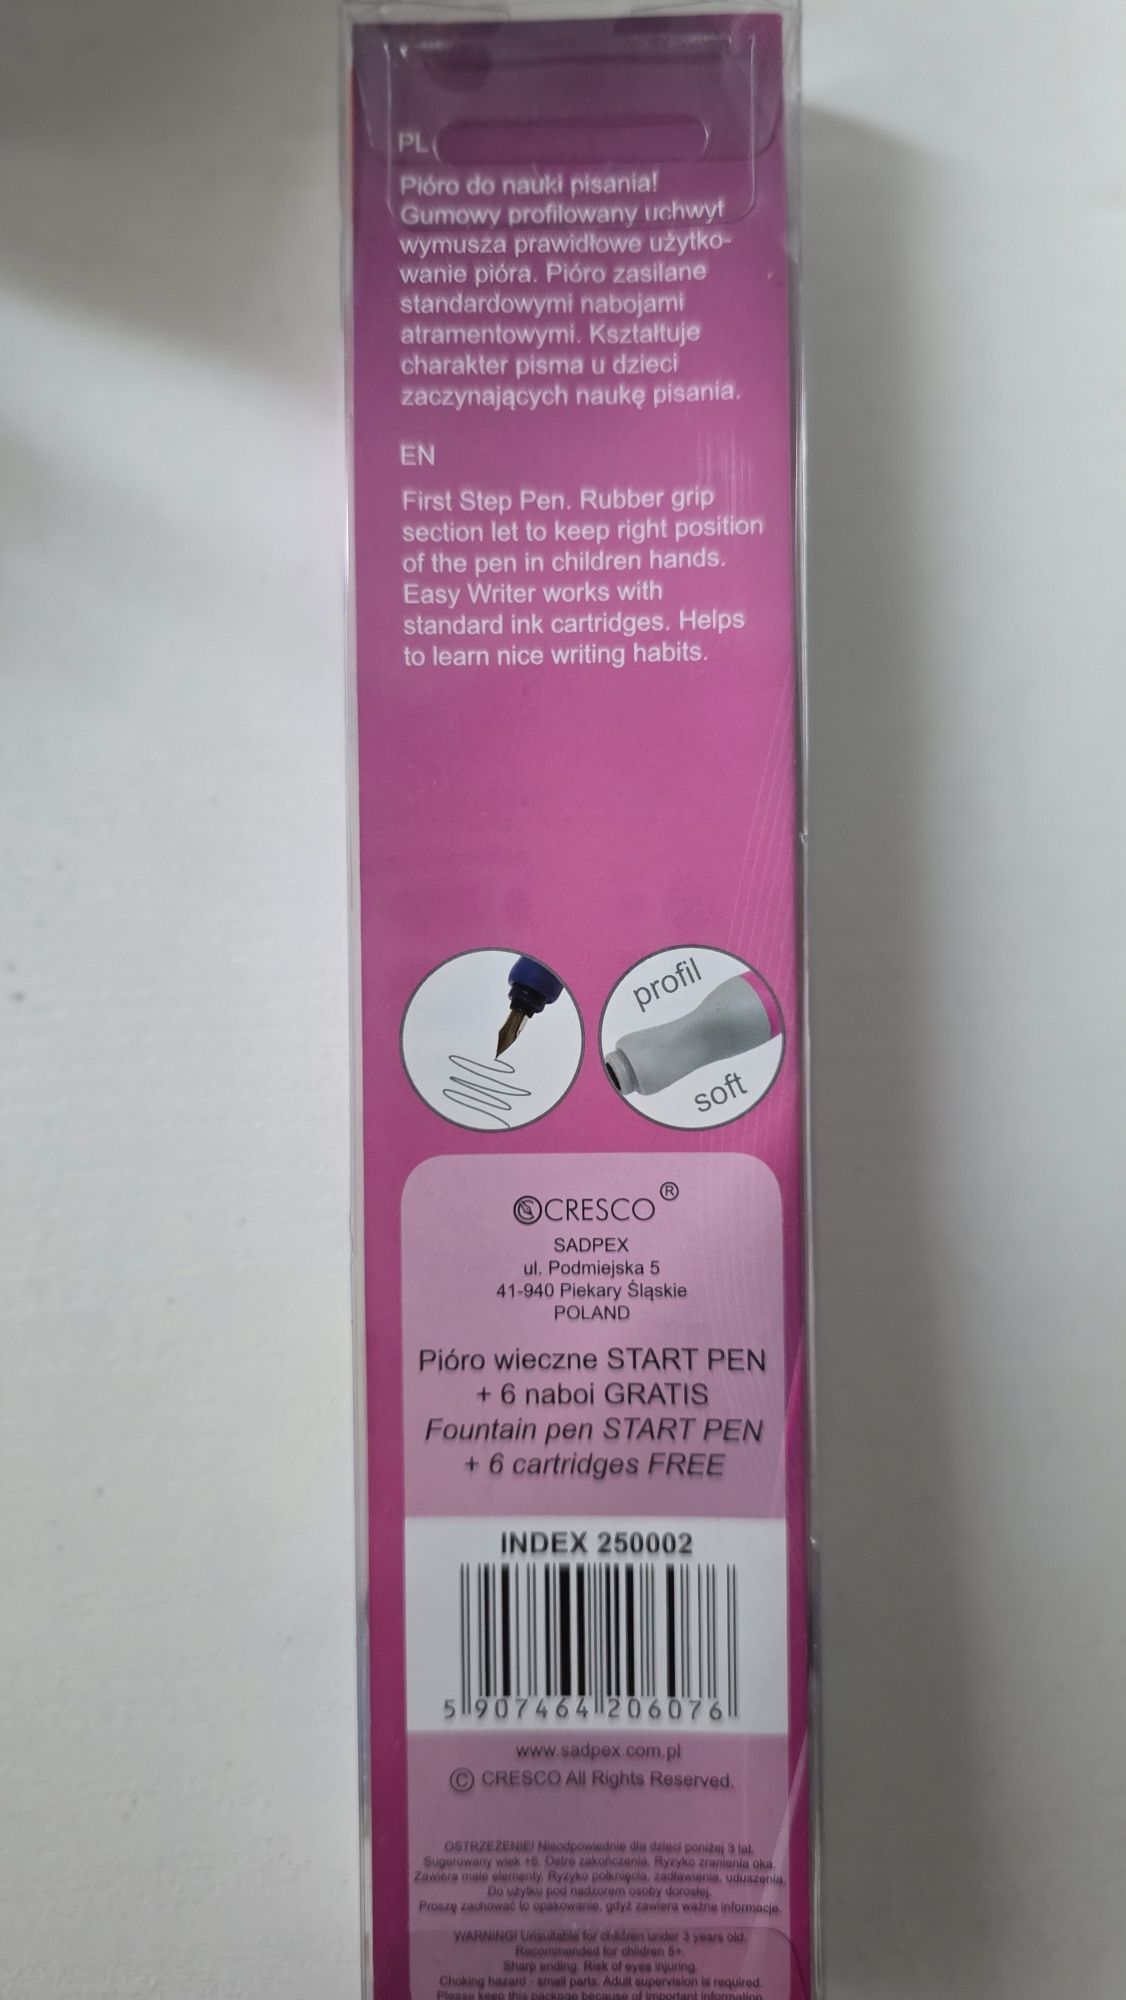 PL
Pióro do nauki pisania!
Gumowy profilowany uchwyt
wymusza prawidłowe użytko-
wanie pióra. Pióro zasilane
standardowymi nabojami
atramentowymi. Kształtuje
charakter pisma u dzieci
zaczynających naukę pisania.
EN
First Step Pen. Rubber grip
section let to keep right position
of the pen in children hands.
Easy Writer works with
standard ink cartridges. Helps
to learn nice writing habits.
profil
soft
CRESCO®
SADPEX
ul. Podmiejska 5
41-940 Piekary Śląskie
POLAND
Pióro wieczne START PEN
+ 6 naboi GRATIS
Fountain pen START PEN
+ 6 cartridges FREE
INDEX 250002
5 907464 206076
www.sadpex.com.pl
© CRESCO All Rights Reserved.
OSTRZEŻENIE! Nieodpowiednie dla dzieci poniżej 3 lat.
Sugerowany wiek +5. Ostre zakończenia. Ryzyko zranienia oka.
Zawiera małe elementy. Ryzyko połknięcia, zadławienia, uduszenia.
Do użytku pod nadzorem osoby dorosłej.
Proszę zachować to opakowanie, gdyż zawiera ważne informacje.
WARNING! Unsuitable for children under 3 years old.
Recommended for children 5+.
Sharp ending. Risk of eyes injuring.
Choking hazard - small parts. Adult supervision is required.
Please keep this package because of important information.